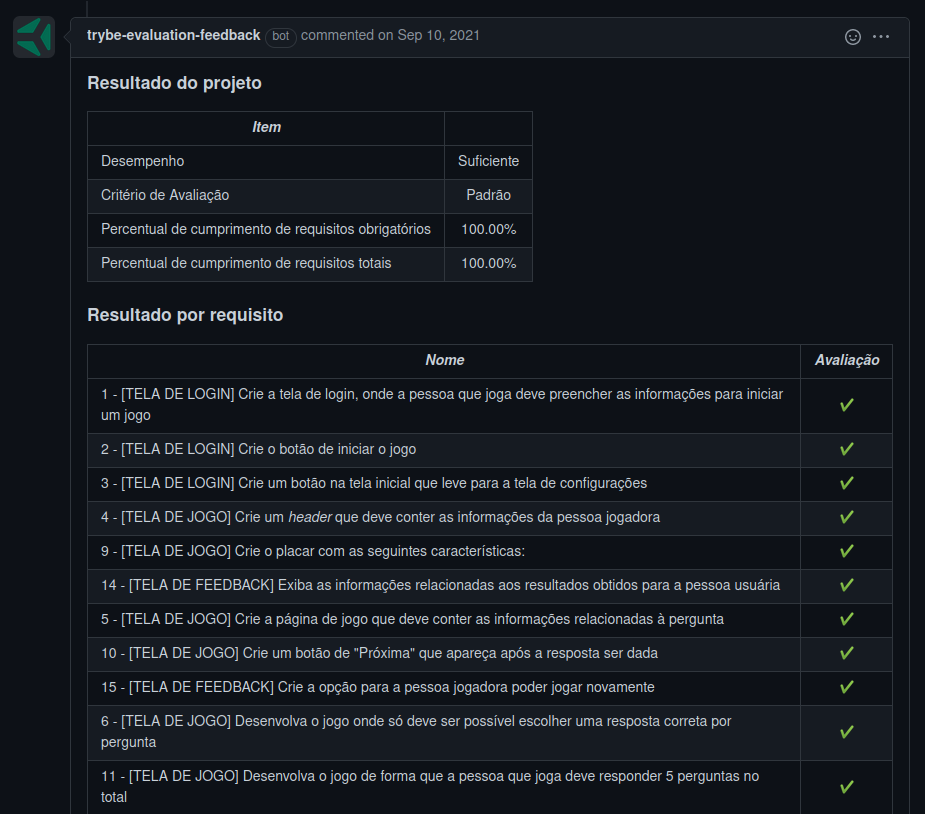 trybe-evaluation-feedback bot commented on Sep 10, 2021
Resultado do projeto
Item
Desempenho Suficiente
Critério de Avaliação Padrão
Percentual de cumprimento de requisitos obrigatórios 100.00%
Percentual de cumprimento de requisitos totais 100.00%
Resultado por requisito
Nome Avaliação
1 - [TELA DE LOGIN] Crie a tela de login, onde a pessoa que joga deve preencher as informações para iniciar
um jogo ✔
2 - [TELA DE LOGIN] Crie o botão de iniciar o jogo ✔
3 - [TELA DE LOGIN] Crie um botão na tela inicial que leve para a tela de configurações ✔
4 - [TELA DE JOGO] Crie um header que deve conter as informações da pessoa jogadora ✔
9 - [TELA DE JOGO] Crie o placar com as seguintes características: ✔
14 - [TELA DE FEEDBACK] Exiba as informações relacionadas aos resultados obtidos para a pessoa usuária ✔
5 - [TELA DE JOGO] Crie a página de jogo que deve conter as informações relacionadas à pergunta ✔
10 - [TELA DE JOGO] Crie um botão de "Próxima" que apareça após a resposta ser dada ✔
15 - [TELA DE FEEDBACK] Crie a opção para a pessoa jogadora poder jogar novamente ✔
6 - [TELA DE JOGO] Desenvolva o jogo onde só deve ser possível escolher uma resposta correta por
pergunta ✔
11 - [TELA DE JOGO] Desenvolva o jogo de forma que a pessoa que joga deve responder 5 perguntas no
total ✔